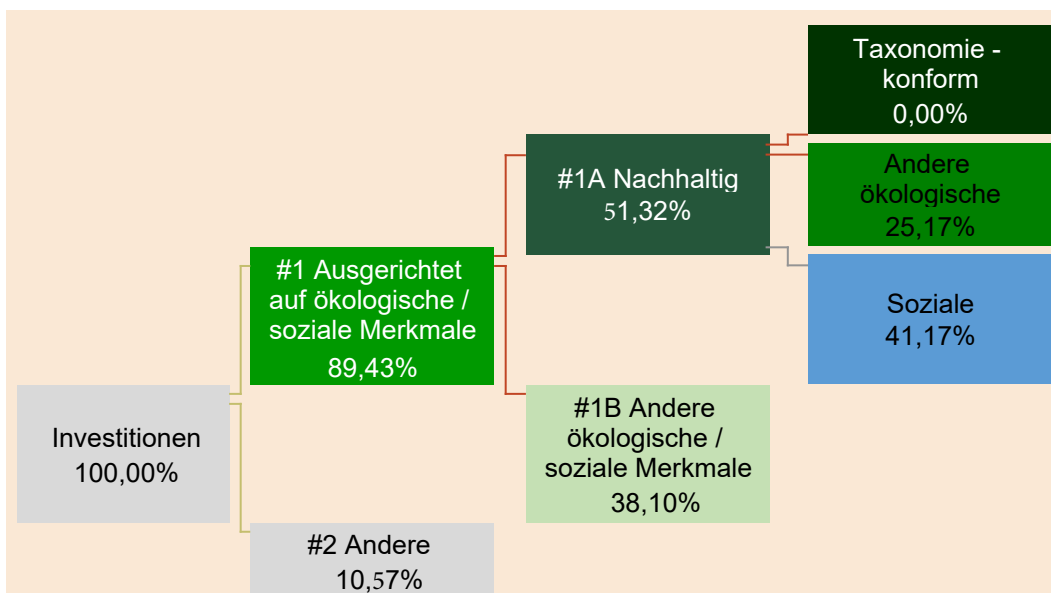 Taxonomie -
konform
0,00%
Andere
ökologische
25,17%
Soziale
41,17%
#1A Nachhaltig
51,32%
#1 Ausgerichtet
auf ökologische /
soziale Merkmale
89,43%
#1B Andere
ökologische /
soziale Merkmale
38,10%
Investitionen
100,00%
#2 Andere
10,57%